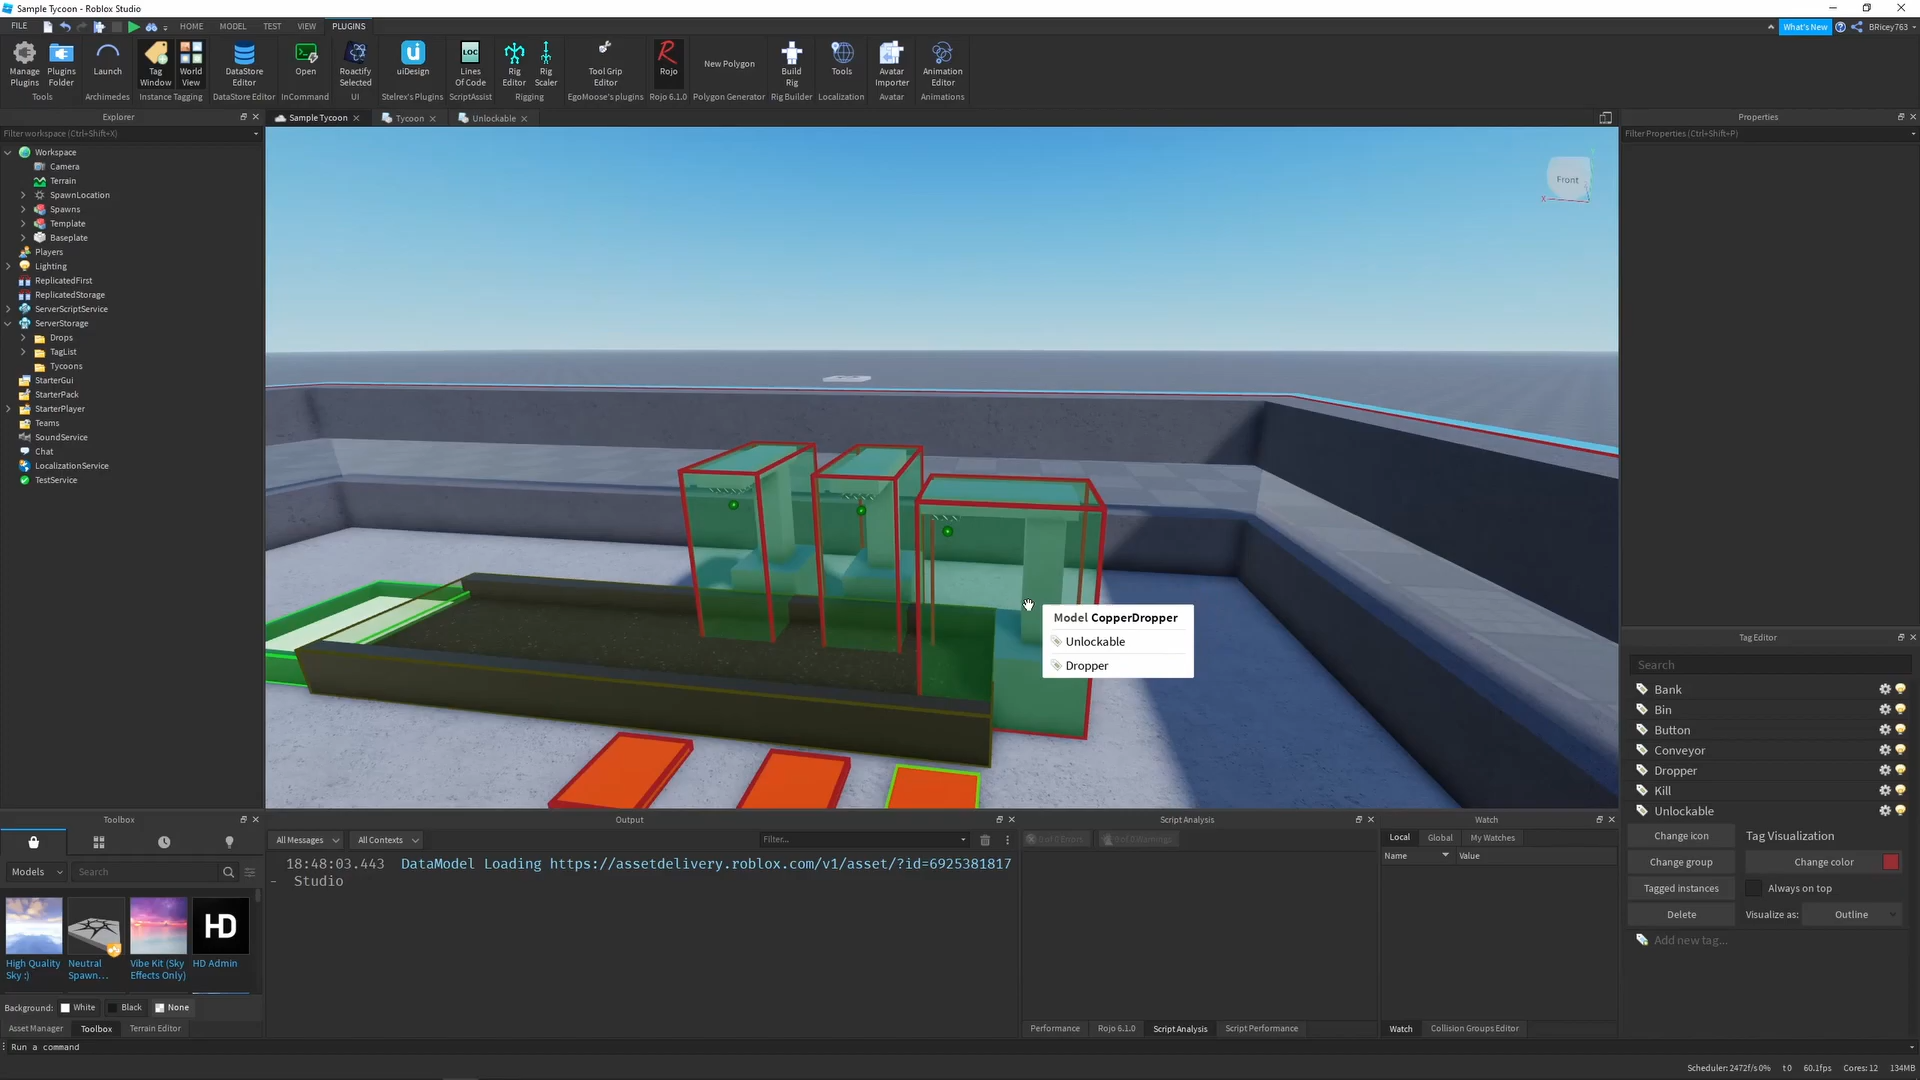 Sample Tycoon - Roblox Studio
FILE
HOME
MODEL
TEST
VIEW
PLUGINS
What's New
BRicey763
Manage Plugins
Plugins Folder
Launch
Tag Window
World View
DataStore Editor
Open
Roactify Selected
uiDesign
LOC
Lines Of Code
Rig Editor
Rig Scaler
Tool Grip Editor
R
Rojo
New Polygon
Build Rig
Tools
Avatar Importer
Animation Editor
Tools
Archimedes
Instance Tagging
DataStore Editor
InCommand
UI
Stelrex's Plugins
ScriptAssist
Rigging
EgoMoose's plugins
Rojo 6.1.0
Polygon Generator
Rig Builder
Localization
Avatar
Animations
Explorer
Sample Tycoon
Tycoon
Unlockable
Properties
Filter workspace (Ctrl+Shift+X)
Filter Properties (Ctrl+Shift+P)
Workspace
Camera
Terrain
SpawnLocation
Spawns
Template
Baseplate
Players
Lighting
ReplicatedFirst
ReplicatedStorage
ServerScriptService
ServerStorage
Drops
TagList
Tycoons
StarterGui
StarterPack
StarterPlayer
Teams
SoundService
Chat
LocalizationService
TestService
Front
X
Model CopperDropper
Unlockable
Dropper
Tag Editor
Search
Bank
Bin
Button
Conveyor
Dropper
Kill
Unlockable
Change icon
Tag Visualization
Change group
Change color
Tagged instances
Always on top
Delete
Visualize as:
Outline
Add new tag...
Toolbox
Models
Search
High Quality Sky :)
Neutral Spawn...
Vibe Kit (Sky Effects Only)
HD
HD Admin
Background:
White
Black
None
Asset Manager
Toolbox
Terrain Editor
Output
All Messages
All Contexts
Filter...
18:48:03.443 DataModel Loading https://assetdelivery.roblox.com/v1/asset/?id=6925381817
- Studio
Script Analysis
Performance
Rojo 6.1.0
Script Analysis
Script Performance
Watch
Local
Global
My Watches
Name
Value
Watch
Collision Groups Editor
Run a command
Scheduler: 2472f/s 0%
t 0
60.1fps
Cores: 12
134MB